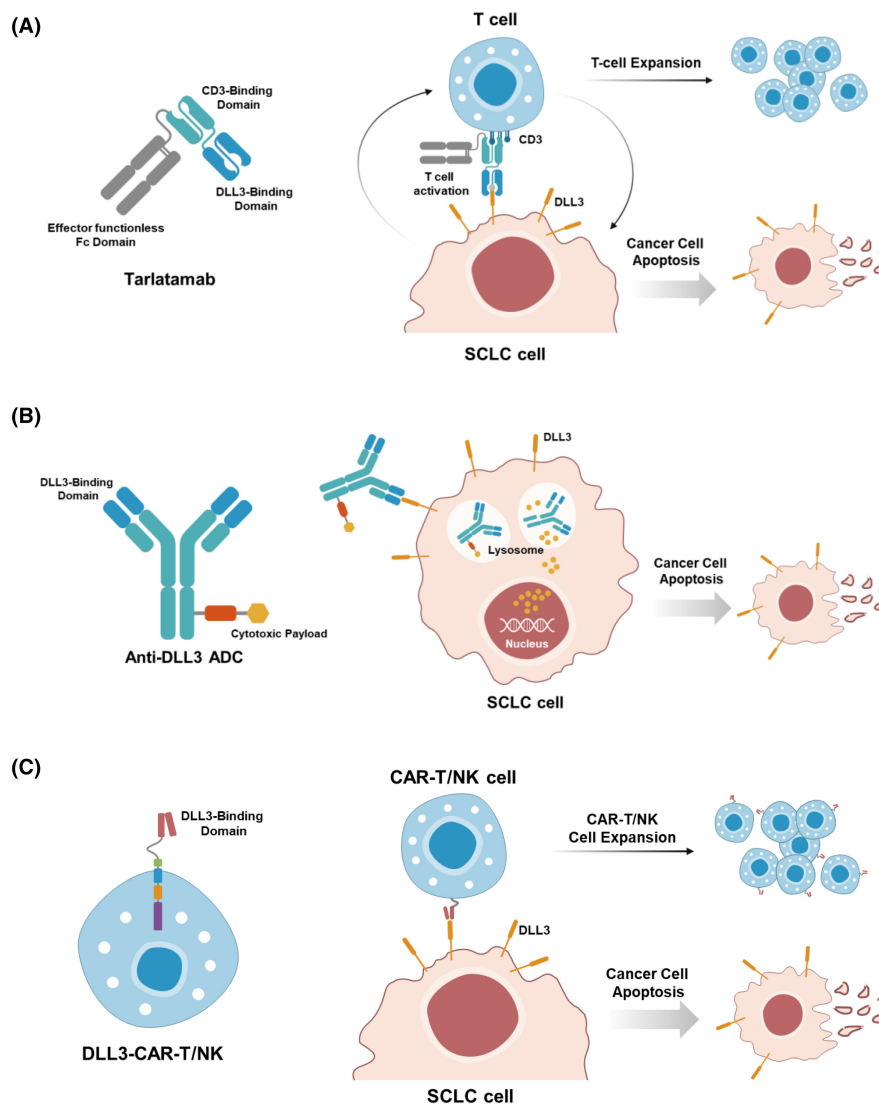 (A)
T cell
CD3-Binding
Domain
DLL3-Binding
Domain
Effector functionless
Fc Domain
Tarlatamab
T-cell Expansion
CD3
T cell
activation
DLL3
Cancer Cell
Apoptosis
SCLC cell
(B)
DLL3-Binding
Domain
Cytotoxic Payload
Anti-DLL3 ADC
DLL3
Lysosome
Nucleus
SCLC cell
Cancer Cell
Apoptosis
(C)
DLL3-Binding
Domain
DLL3-CAR-T/NK
CAR-T/NK cell
CAR-T/NK
Cell Expansion
DLL3
Cancer Cell
Apoptosis
SCLC cell